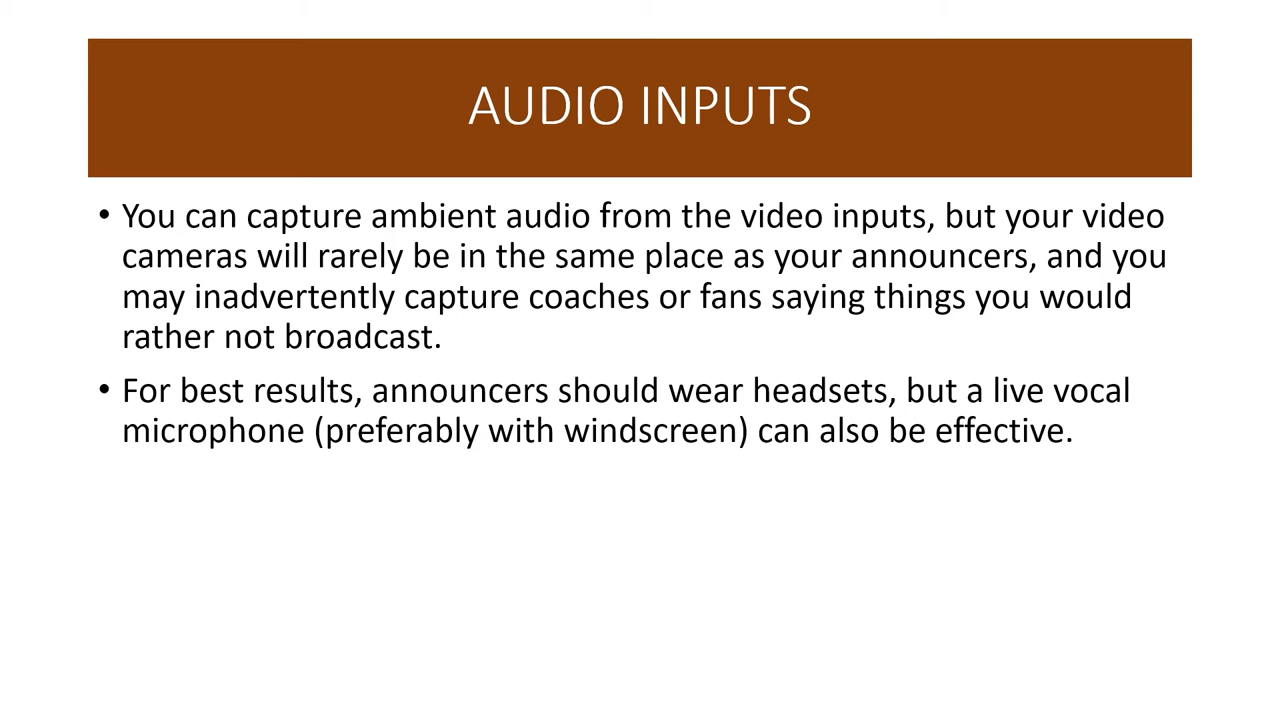 AUDIO INPUTS
• You can capture ambient audio from the video inputs, but your video
cameras will rarely be in the same place as your announcers, and you
may inadvertently capture coaches or fans saying things you would
rather not broadcast.
• For best results, announcers should wear headsets, but a live vocal
microphone (preferably with windscreen) can also be effective.